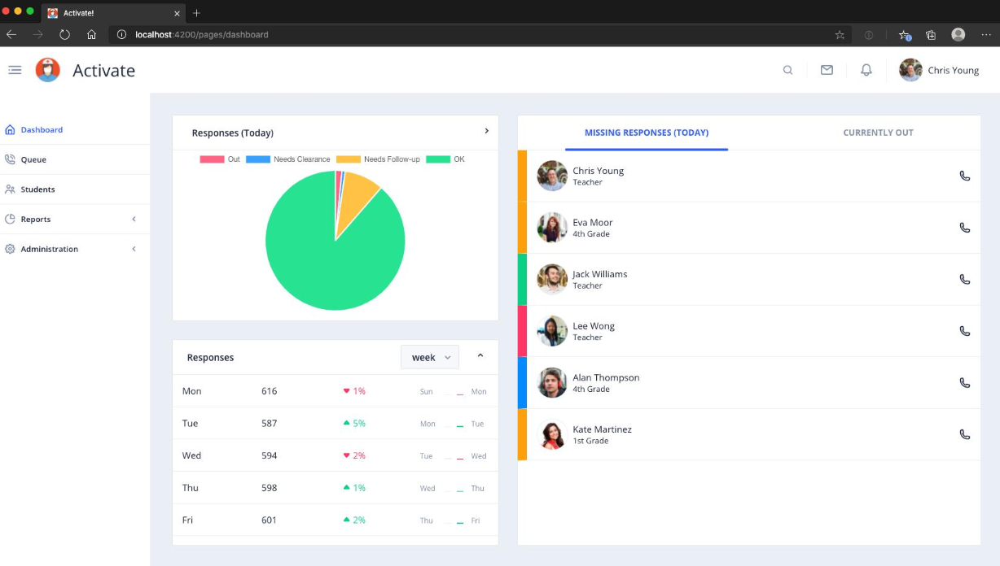 Activate!
localhost:4200/pages/dashboard
Activate
Chris Young
Dashboard
Queue
Students
Reports
Administration
Responses (Today)
Out
Needs Clearance
Needs Follow-up
OK
Responses
week
Mon 616 1% Sun Mon
Tue 587 5% Mon Tue
Wed 594 2% Tue Wed
Thu 598 1% Wed Thu
Fri 601 2% Thu Fri
MISSING RESPONSES (TODAY)
CURRENTLY OUT
Chris Young
Teacher
Eva Moor
4th Grade
Jack Williams
Teacher
Lee Wong
Teacher
Alan Thompson
4th Grade
Kate Martinez
1st Grade